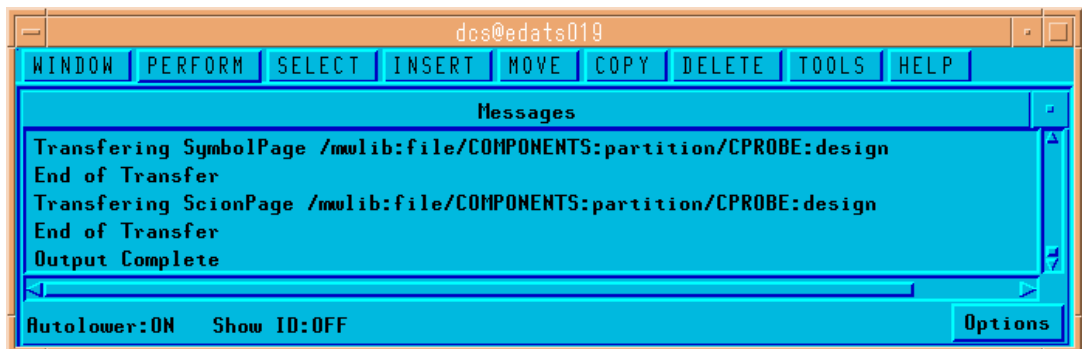 dcs@edats019
WINDOW PERFORM SELECT INSERT MOVE COPY DELETE TOOLS HELP
Messages
Transfering SymbolPage /mwlib:file/COMPONENTS:partition/CPROBE:design
End of Transfer
Transfering ScionPage /mwlib:file/COMPONENTS:partition/CPROBE:design
End of Transfer
Output Complete
Autolower:ON Show ID:OFF Options